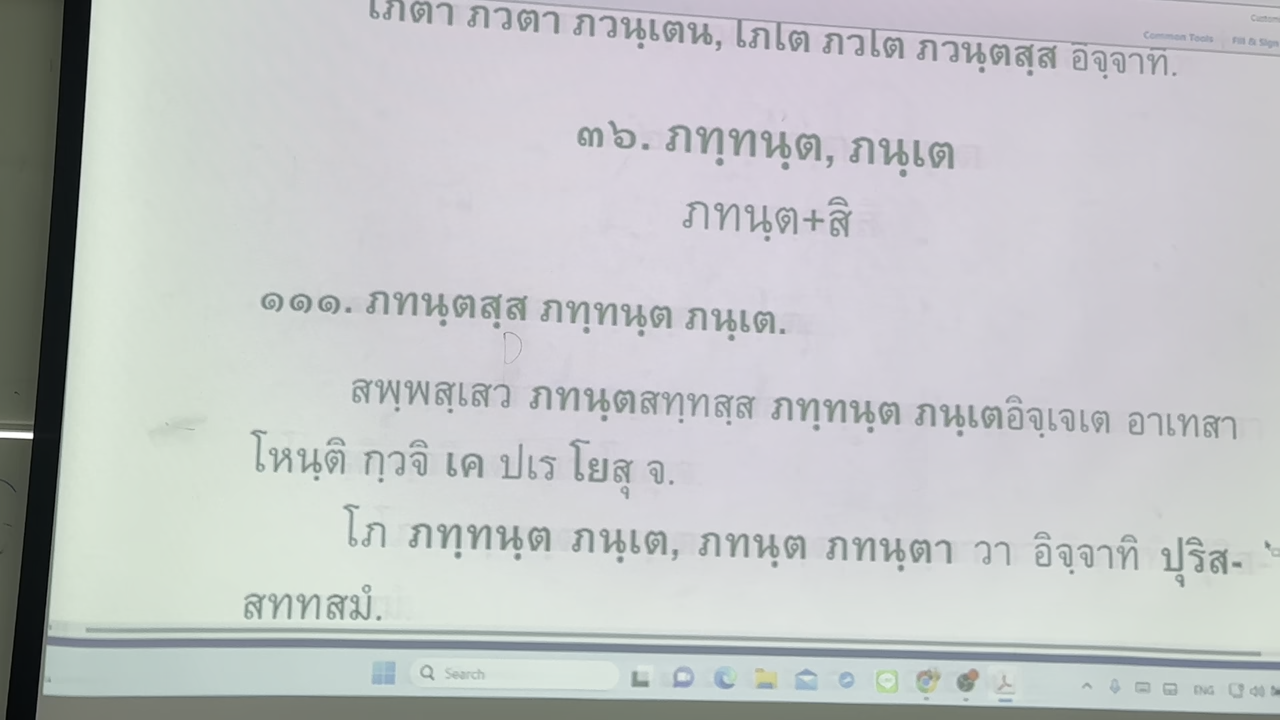 โภตา ภวตา ภวนฺเตน, โภโต ภวโต ภวนฺตสฺส อิจฺจาทิ.
Common Tools Fill & Sign
๓๖. ภทฺทนฺต, ภนฺเต
ภทนฺต+สิ
๑๑๑. ภทนฺตสฺส ภทฺทนฺต ภนฺเต.
สพฺพสฺเสว ภทนฺตสทฺทสฺส ภทฺทนฺต ภนฺเตอิจฺเจเต อาเทสา
โหนฺติ กฺวจิ เค ปเร โยสุ จ.
โภ ภทฺทนฺต ภนฺเต, ภทนฺต ภทนฺตา วา อิจฺจาทิ ปุริส-
สททสมํ.
Search
ENG